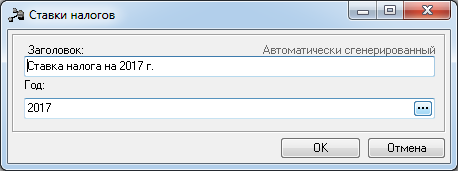 Ставки налогов
Заголовок: Автоматически сгенерированный
Ставка налога на 2017 г.
Год:
2017
OK Отмена